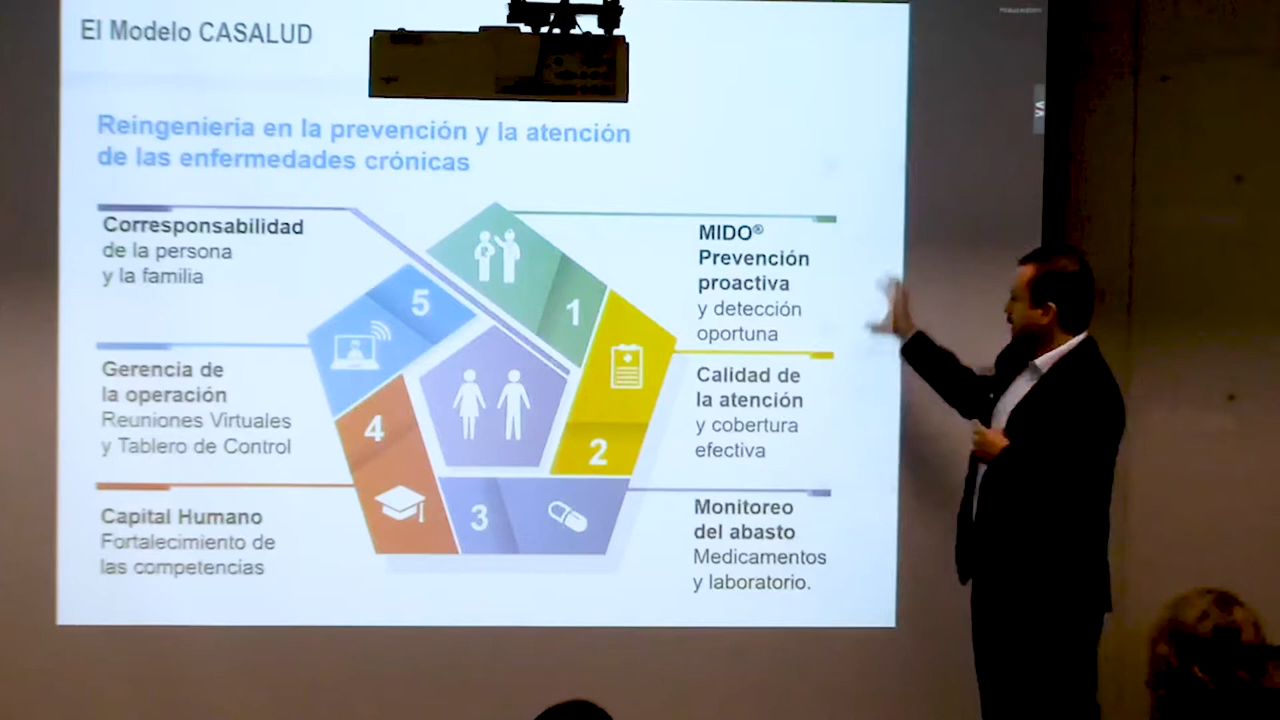 El Modelo CASALUD
Reingenieria en la prevención y la atención
de las enfermedades crónicas
Corresponsabilidad
de la persona
y la familia
Gerencia de
la operación
Reuniones Virtuales
y Tablero de Control
Capital Humano
Fortalecimiento de
las competencias
5
4
3
1
2
MIDO®
Prevención
proactiva
y detección
oportuna
Calidad de
la atención
y cobertura
efectiva
Monitoreo
del abasto
Medicamentos
y laboratorio.